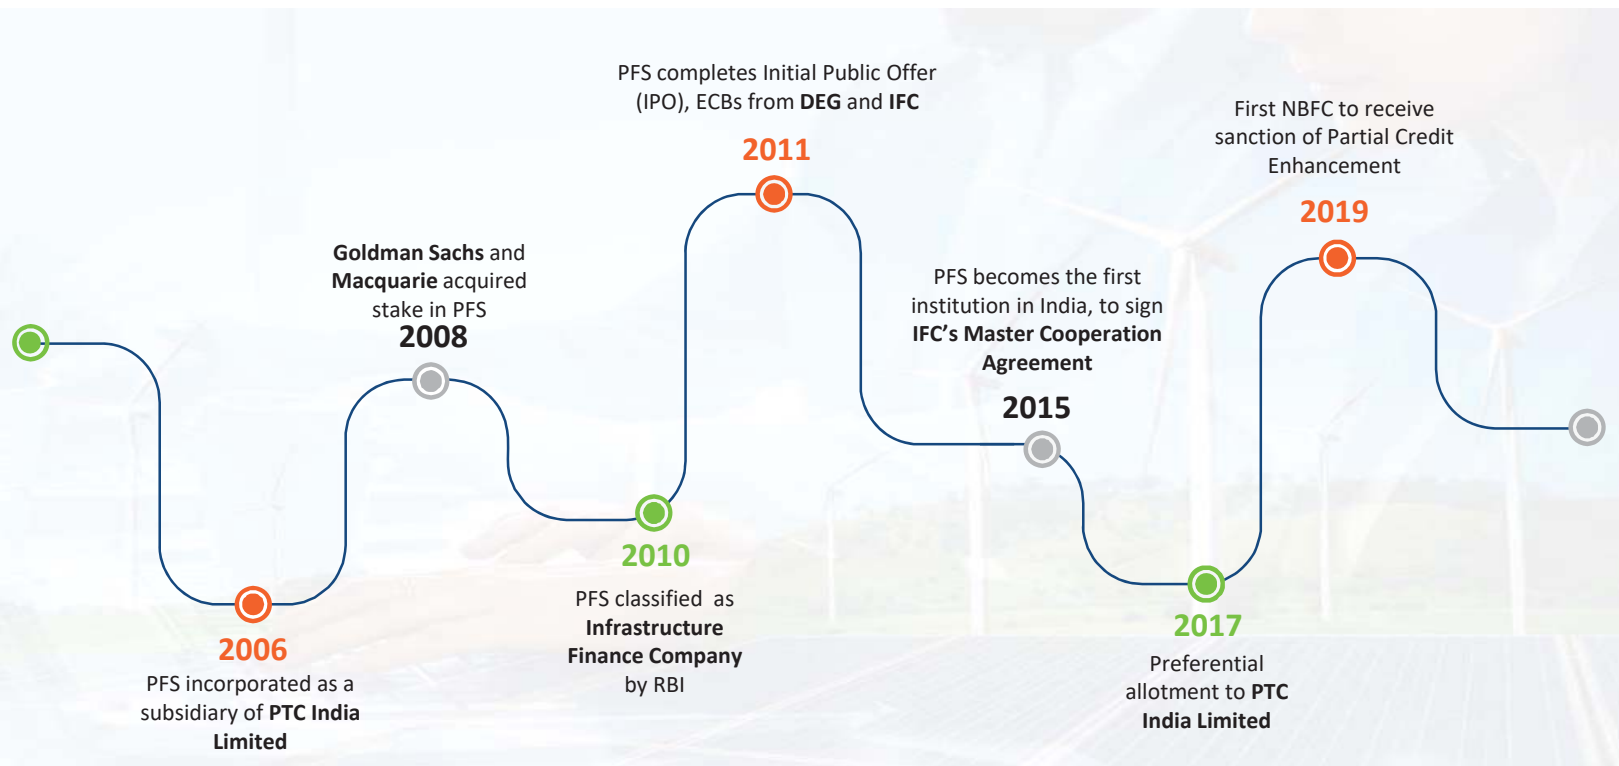 PFS incorporated as a
subsidiary of PTC India
Limited
2006
Goldman Sachs and
Macquarie acquired
stake in PFS
2008
2010
PFS classified as
Infrastructure
Finance Company
by RBI
PFS completes Initial Public Offer
(IPO), ECBs from DEG and IFC
2011
PFS becomes the first
institution in India, to sign
IFC’s Master Cooperation
Agreement
2015
2017
Preferential
allotment to PTC
India Limited
First NBFC to receive
sanction of Partial Credit
Enhancement
2019